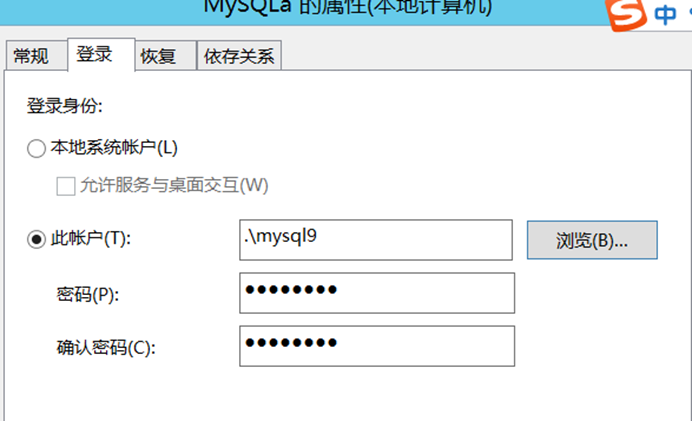 MySQLa 的属性(本地计算机)
中
常规 登录 恢复 依存关系
登录身份:
本地系统帐户(L)
允许服务与桌面交互(W)
此帐户(T): .\mysql9 浏览(B)...
密码(P): ●●●●●●●●
确认密码(C): ●●●●●●●●